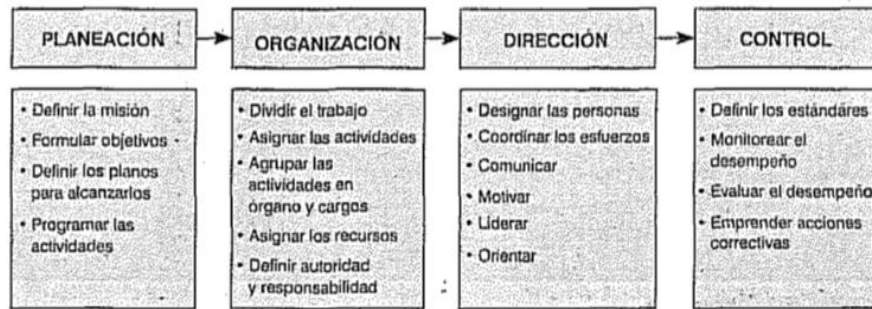 PLANEACIÓN
ORGANIZACIÓN
DIRECCIÓN
CONTROL
• Definir la misión
• Formular objetivos
• Definir los planos
para alcanzarlos
• Programar las
actividades
• Dividir el trabajo
• Asignar las actividades
• Agrupar las
actividades en
órgano y cargos
• Asignar los recursos
• Definir autoridad
y responsabilidad
• Designar las personas
• Coordinar los esfuerzos
• Comunicar
• Motivar
• Liderar
• Orientar
• Definir los estándares
• Monitorear el
desempeño
• Evaluar el desempeño
• Emprender acciones
correctivas